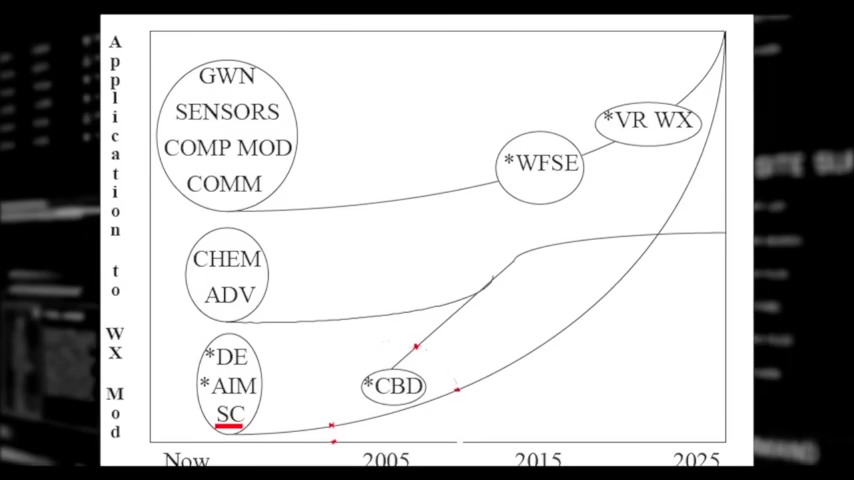 Application to WX Mod
GWN
SENSORS
COMP MOD
COMM
*VR WX
*WFSE
CHEM
ADV
*DE
*AIM
SC
*CBD
Now 2005 2015 2025